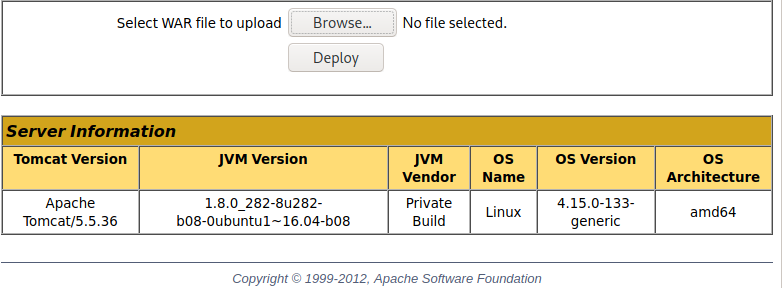 Select WAR file to upload Browse... No file selected.
Deploy
Server Information
Tomcat Version JVM Version JVM Vendor OS Name OS Version OS Architecture
Apache Tomcat/5.5.36 1.8.0_282-8u282-b08-0ubuntu1~16.04-b08 Private Build Linux 4.15.0-133-generic amd64
Copyright © 1999-2012, Apache Software Foundation